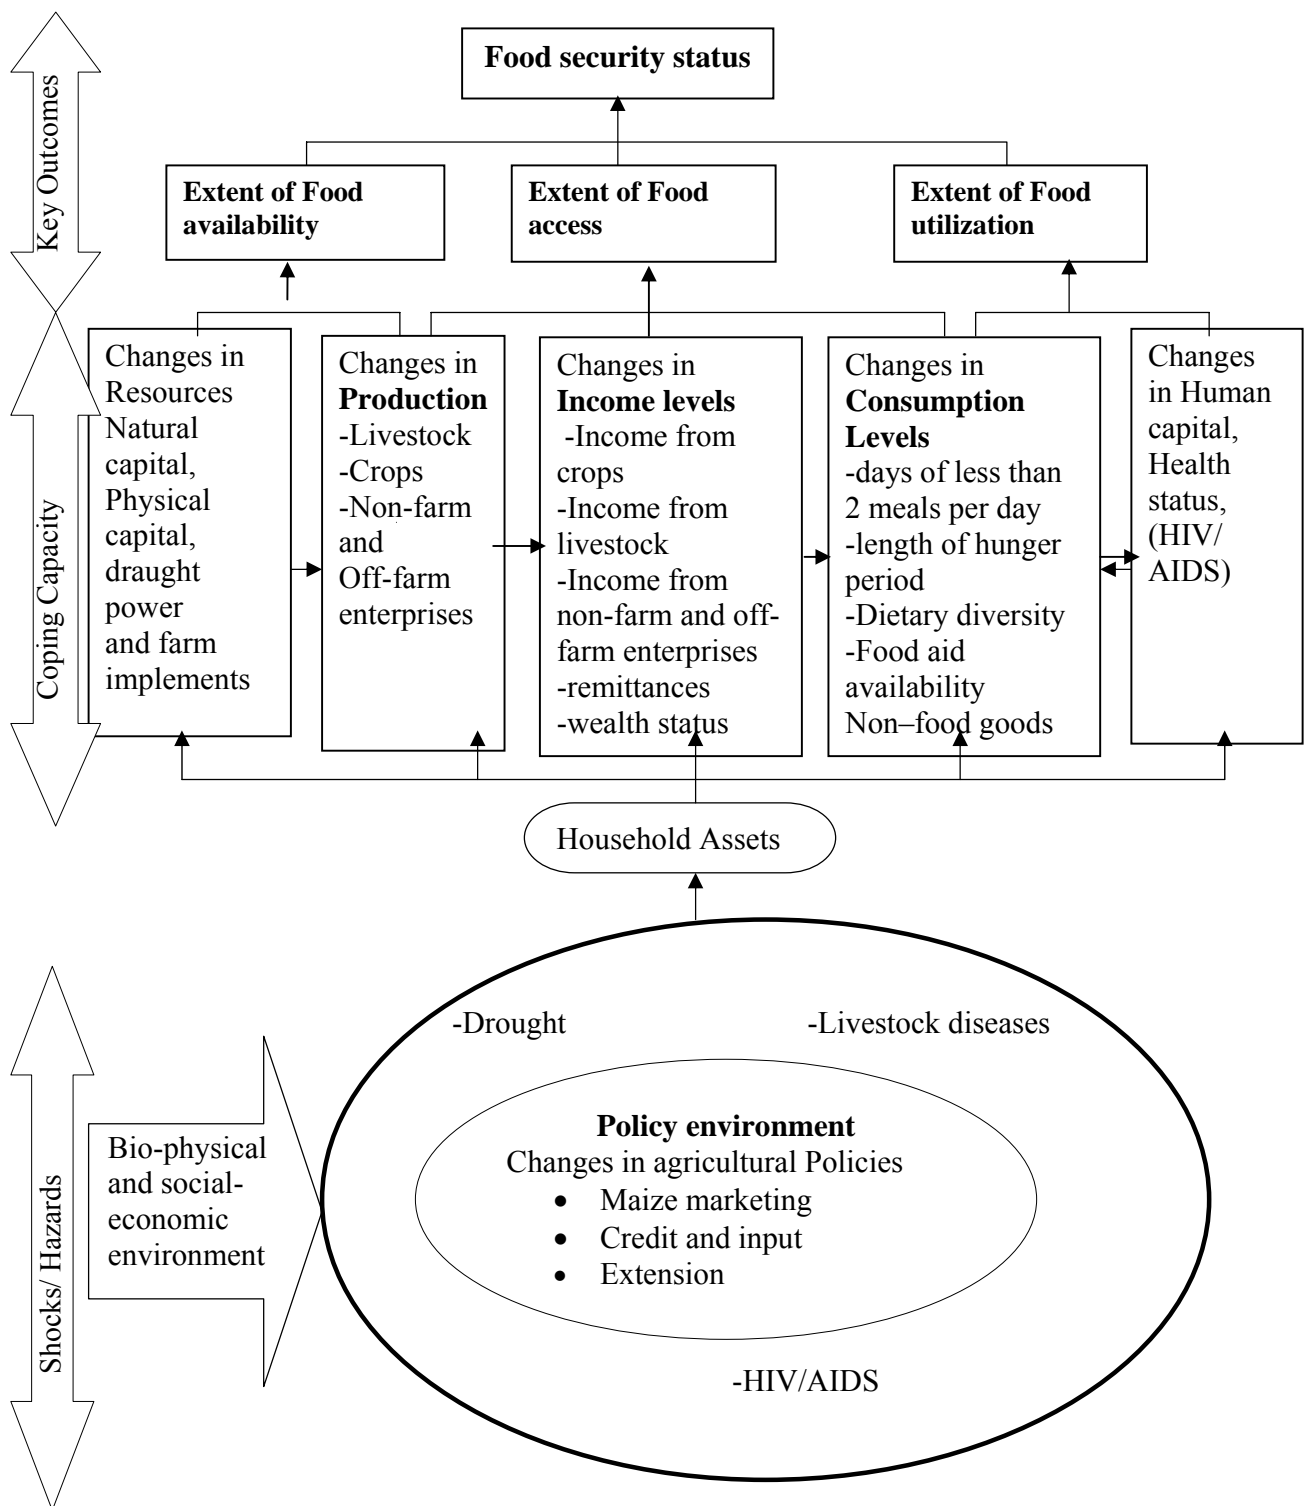 Food security status
Key Outcomes
Extent of Food
availability
Extent of Food
access
Extent of Food
utilization
Coping Capacity
Changes in
Resources
Natural
capital,
Physical
capital,
draught
power
and farm
implements
Changes in
Production
-Livestock
-Crops
-Non-farm
and
Off-farm
enterprises
Changes in
Income levels
-Income from
crops
-Income from
livestock
-Income from
non-farm and off-
farm enterprises
-remittances
-wealth status
Changes in
Consumption
Levels
-days of less than
2 meals per day
-length of hunger
period
-Dietary diversity
-Food aid
availability
Non–food goods
Changes
in Human
capital,
Health
status,
(HIV/
AIDS)
Household Assets
Shocks/ Hazards
Bio-physical
and social-
economic
environment
-Drought
-Livestock diseases
Policy environment
Changes in agricultural Policies
• Maize marketing
• Credit and input
• Extension
-HIV/AIDS